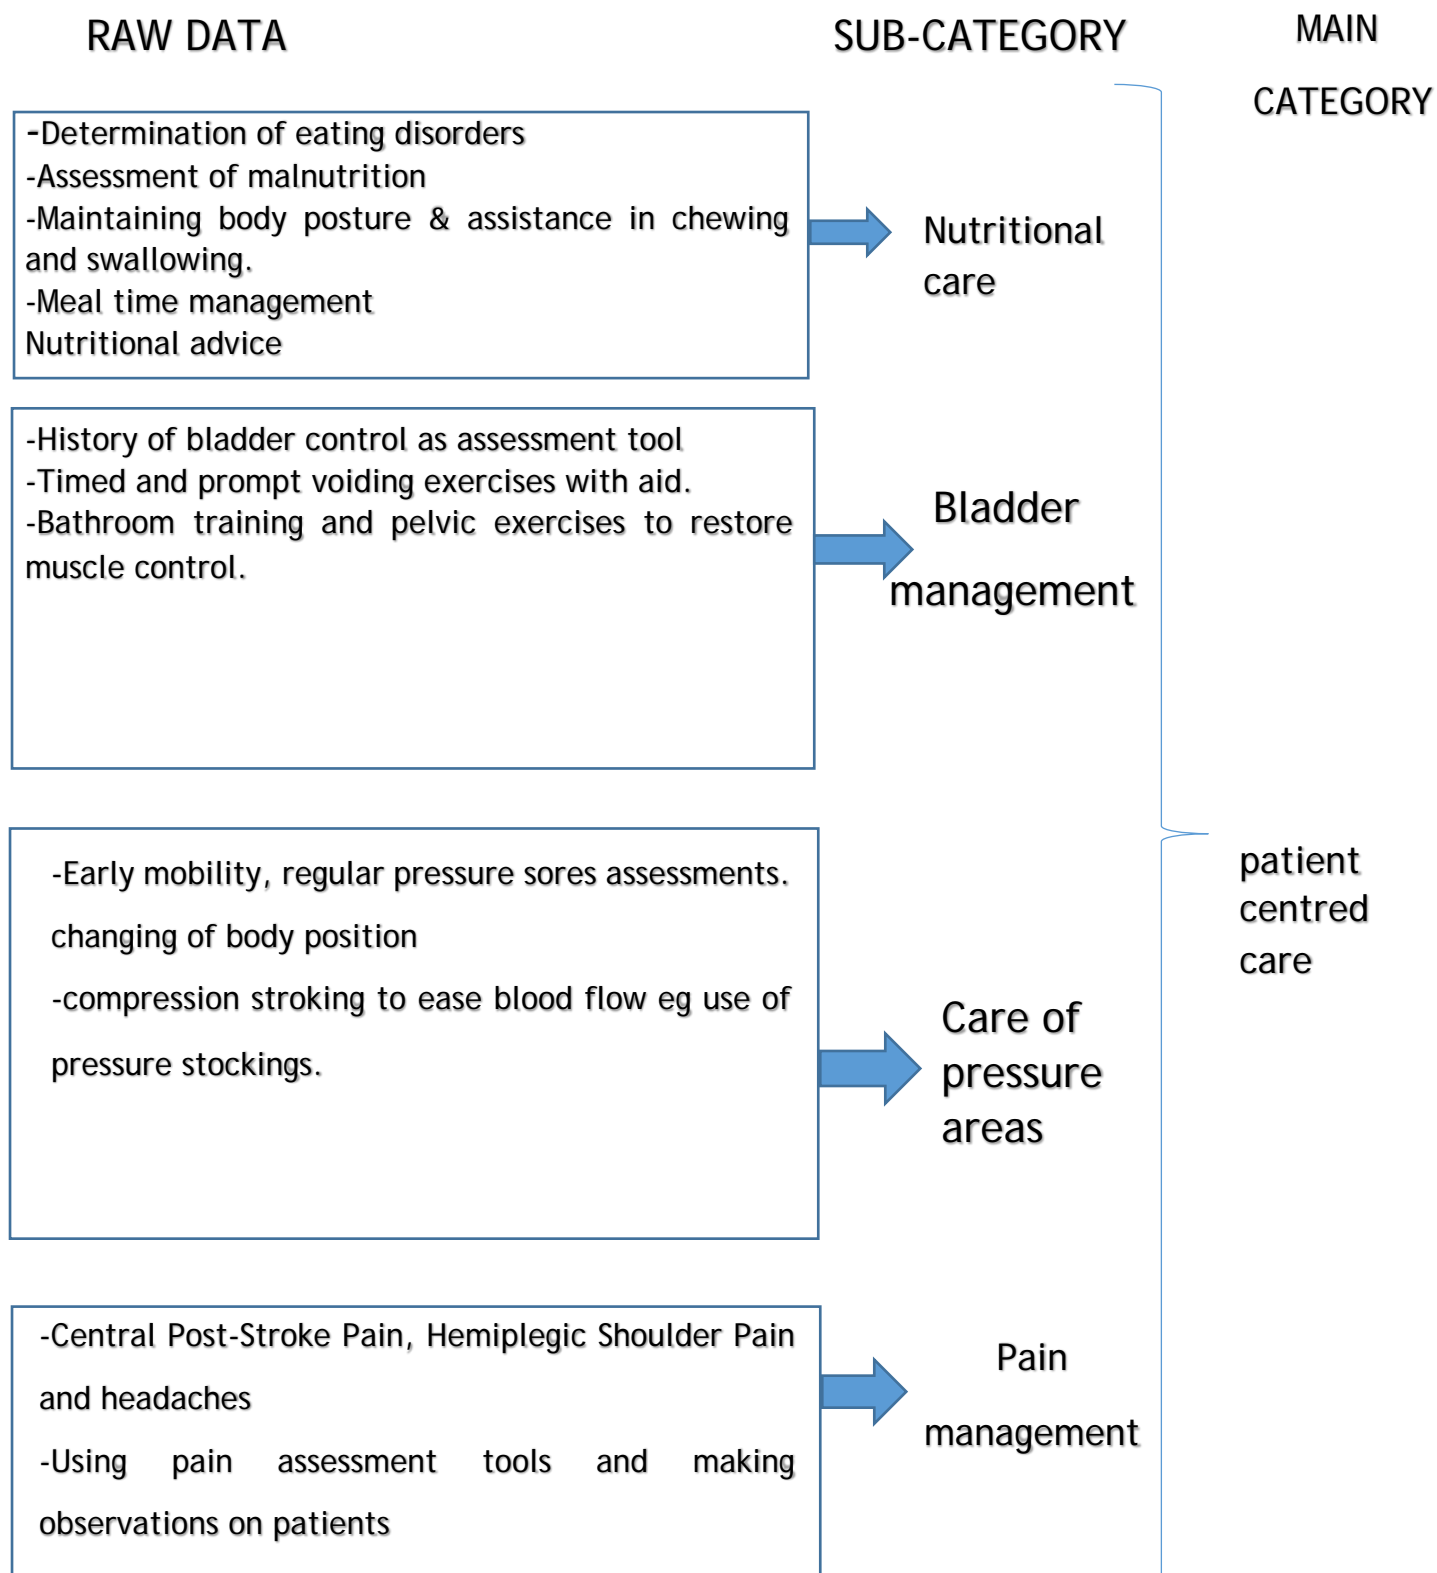 RAW DATA
SUB-CATEGORY
MAIN
CATEGORY
-Determination of eating disorders
-Assessment of malnutrition
-Maintaining body posture & assistance in chewing
and swallowing.
-Meal time management
Nutritional advice
Nutritional
care
-History of bladder control as assessment tool
-Timed and prompt voiding exercises with aid.
-Bathroom training and pelvic exercises to restore
muscle control.
Bladder
management
-Early mobility, regular pressure sores assessments.
changing of body position
-compression stroking to ease blood flow eg use of
pressure stockings.
Care of
pressure
areas
patient
centred
care
-Central Post-Stroke Pain, Hemiplegic Shoulder Pain
and headaches
-Using pain assessment tools and making
observations on patients
Pain
management